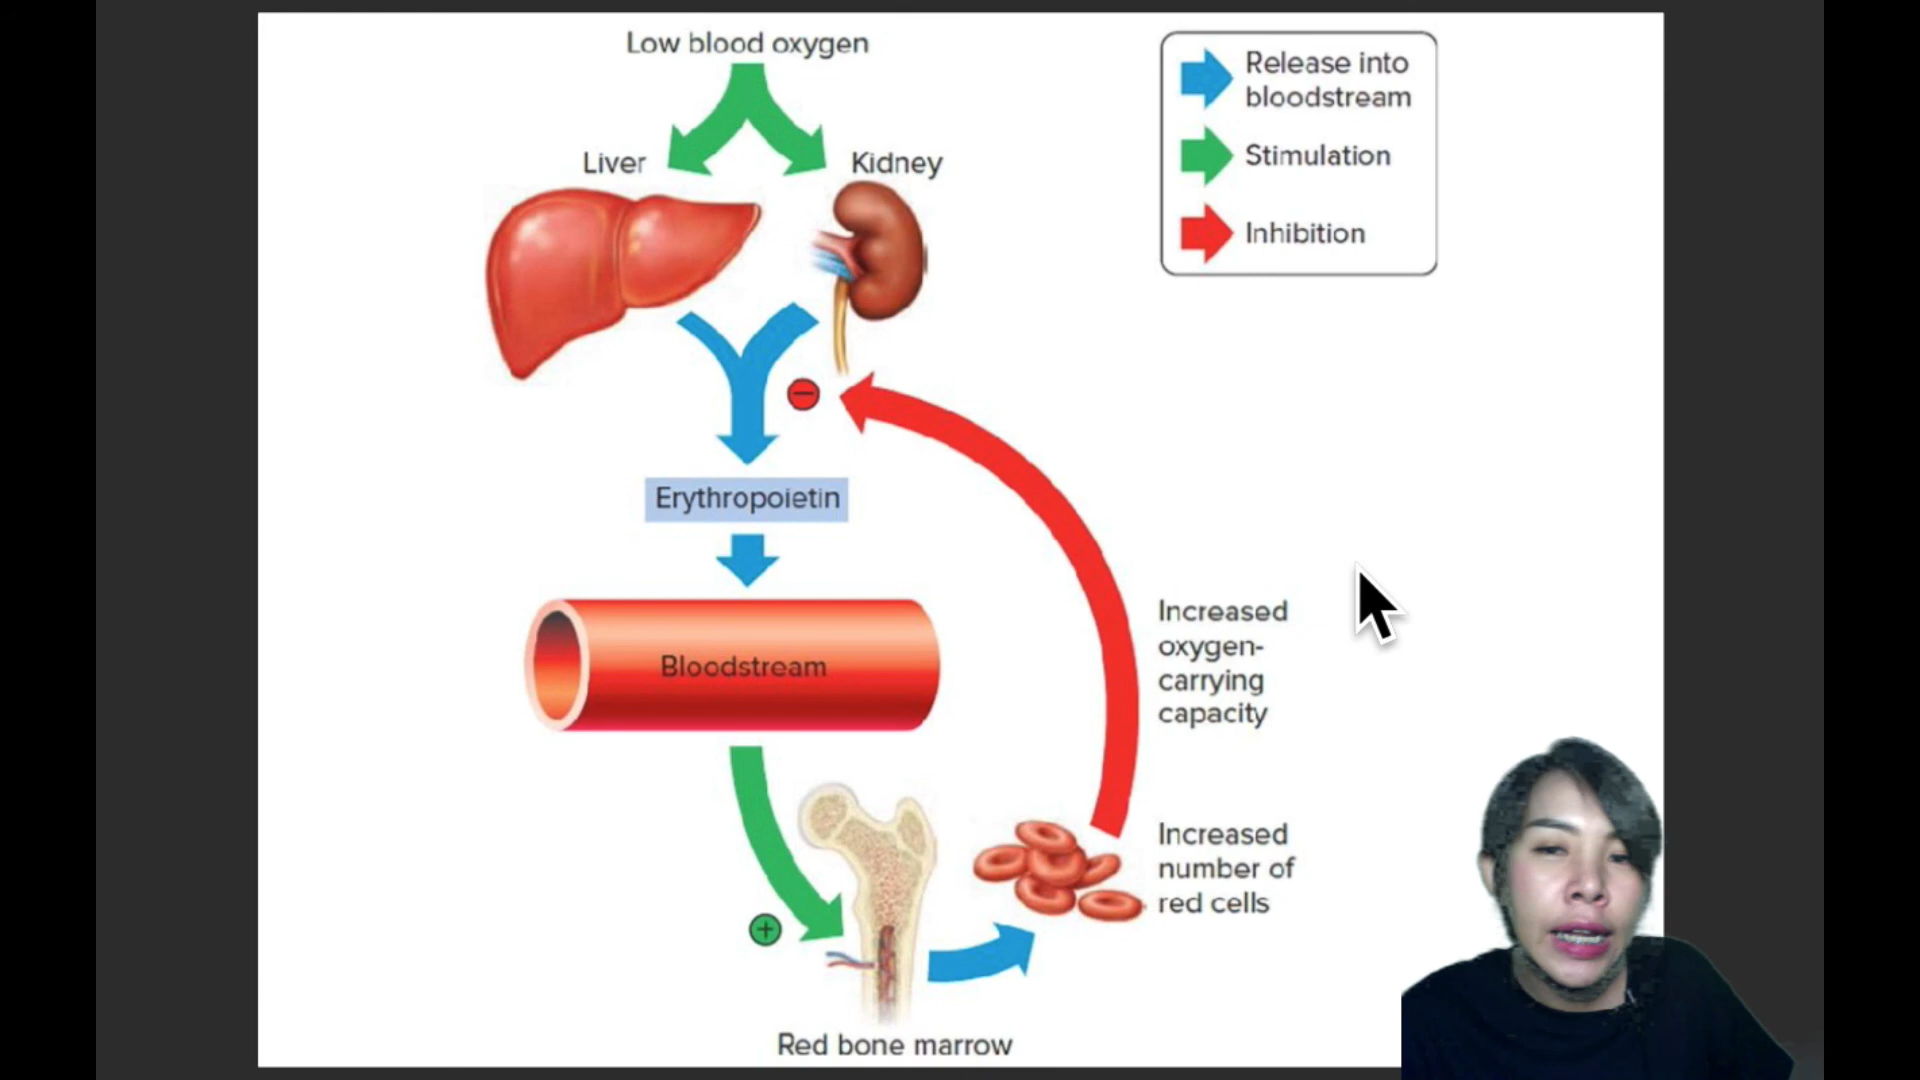 Low blood oxygen
Liver
Kidney
Release into
bloodstream
Stimulation
Inhibition
Erythropoietin
Bloodstream
Increased
oxygen-
carrying
capacity
Increased
number of
red cells
Red bone marrow